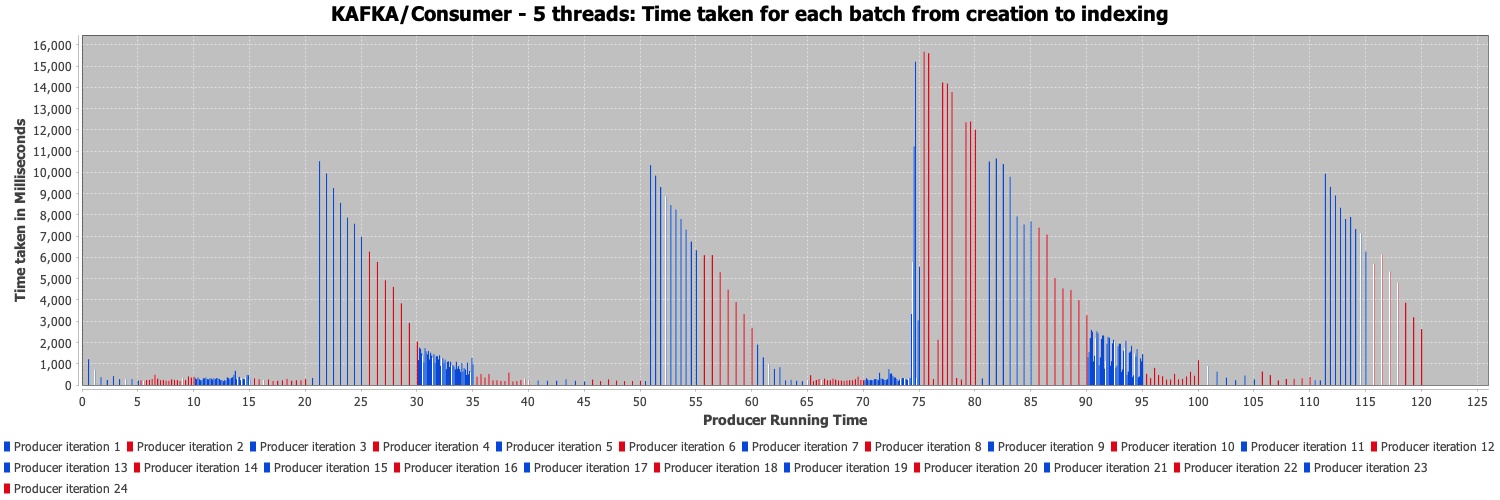 KAFKA/Consumer - 5 threads: Time taken for each batch from creation to indexing
16,000
15,000
14,000
13,000
12,000
11,000
10,000
9,000
8,000
7,000
6,000
5,000
4,000
3,000
2,000
1,000
0
Time taken in Milliseconds
0 5 10 15 20 25 30 35 40 45 50 55 60 65 70 75 80 85 90 95 100 105 110 115 120 125
Producer Running Time
Producer iteration 1 Producer iteration 2 Producer iteration 3 Producer iteration 4 Producer iteration 5 Producer iteration 6 Producer iteration 7 Producer iteration 8 Producer iteration 9 Producer iteration 10 Producer iteration 11 Producer iteration 12
Producer iteration 13 Producer iteration 14 Producer iteration 15 Producer iteration 16 Producer iteration 17 Producer iteration 18 Producer iteration 19 Producer iteration 20 Producer iteration 21 Producer iteration 22 Producer iteration 23
Producer iteration 24